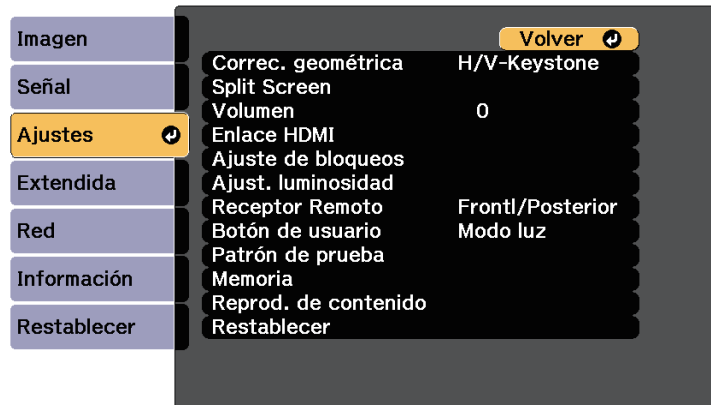 Imagen
Señal
Ajustes
Extendida
Red
Información
Restablecer
Volver
Correc. geométrica H/V-Keystone
Split Screen
Volumen 0
Enlace HDMI
Ajuste de bloqueos
Ajust. luminosidad
Receptor Remoto Frontl/Posterior
Botón de usuario Modo luz
Patrón de prueba
Memoria
Reprod. de contenido
Restablecer